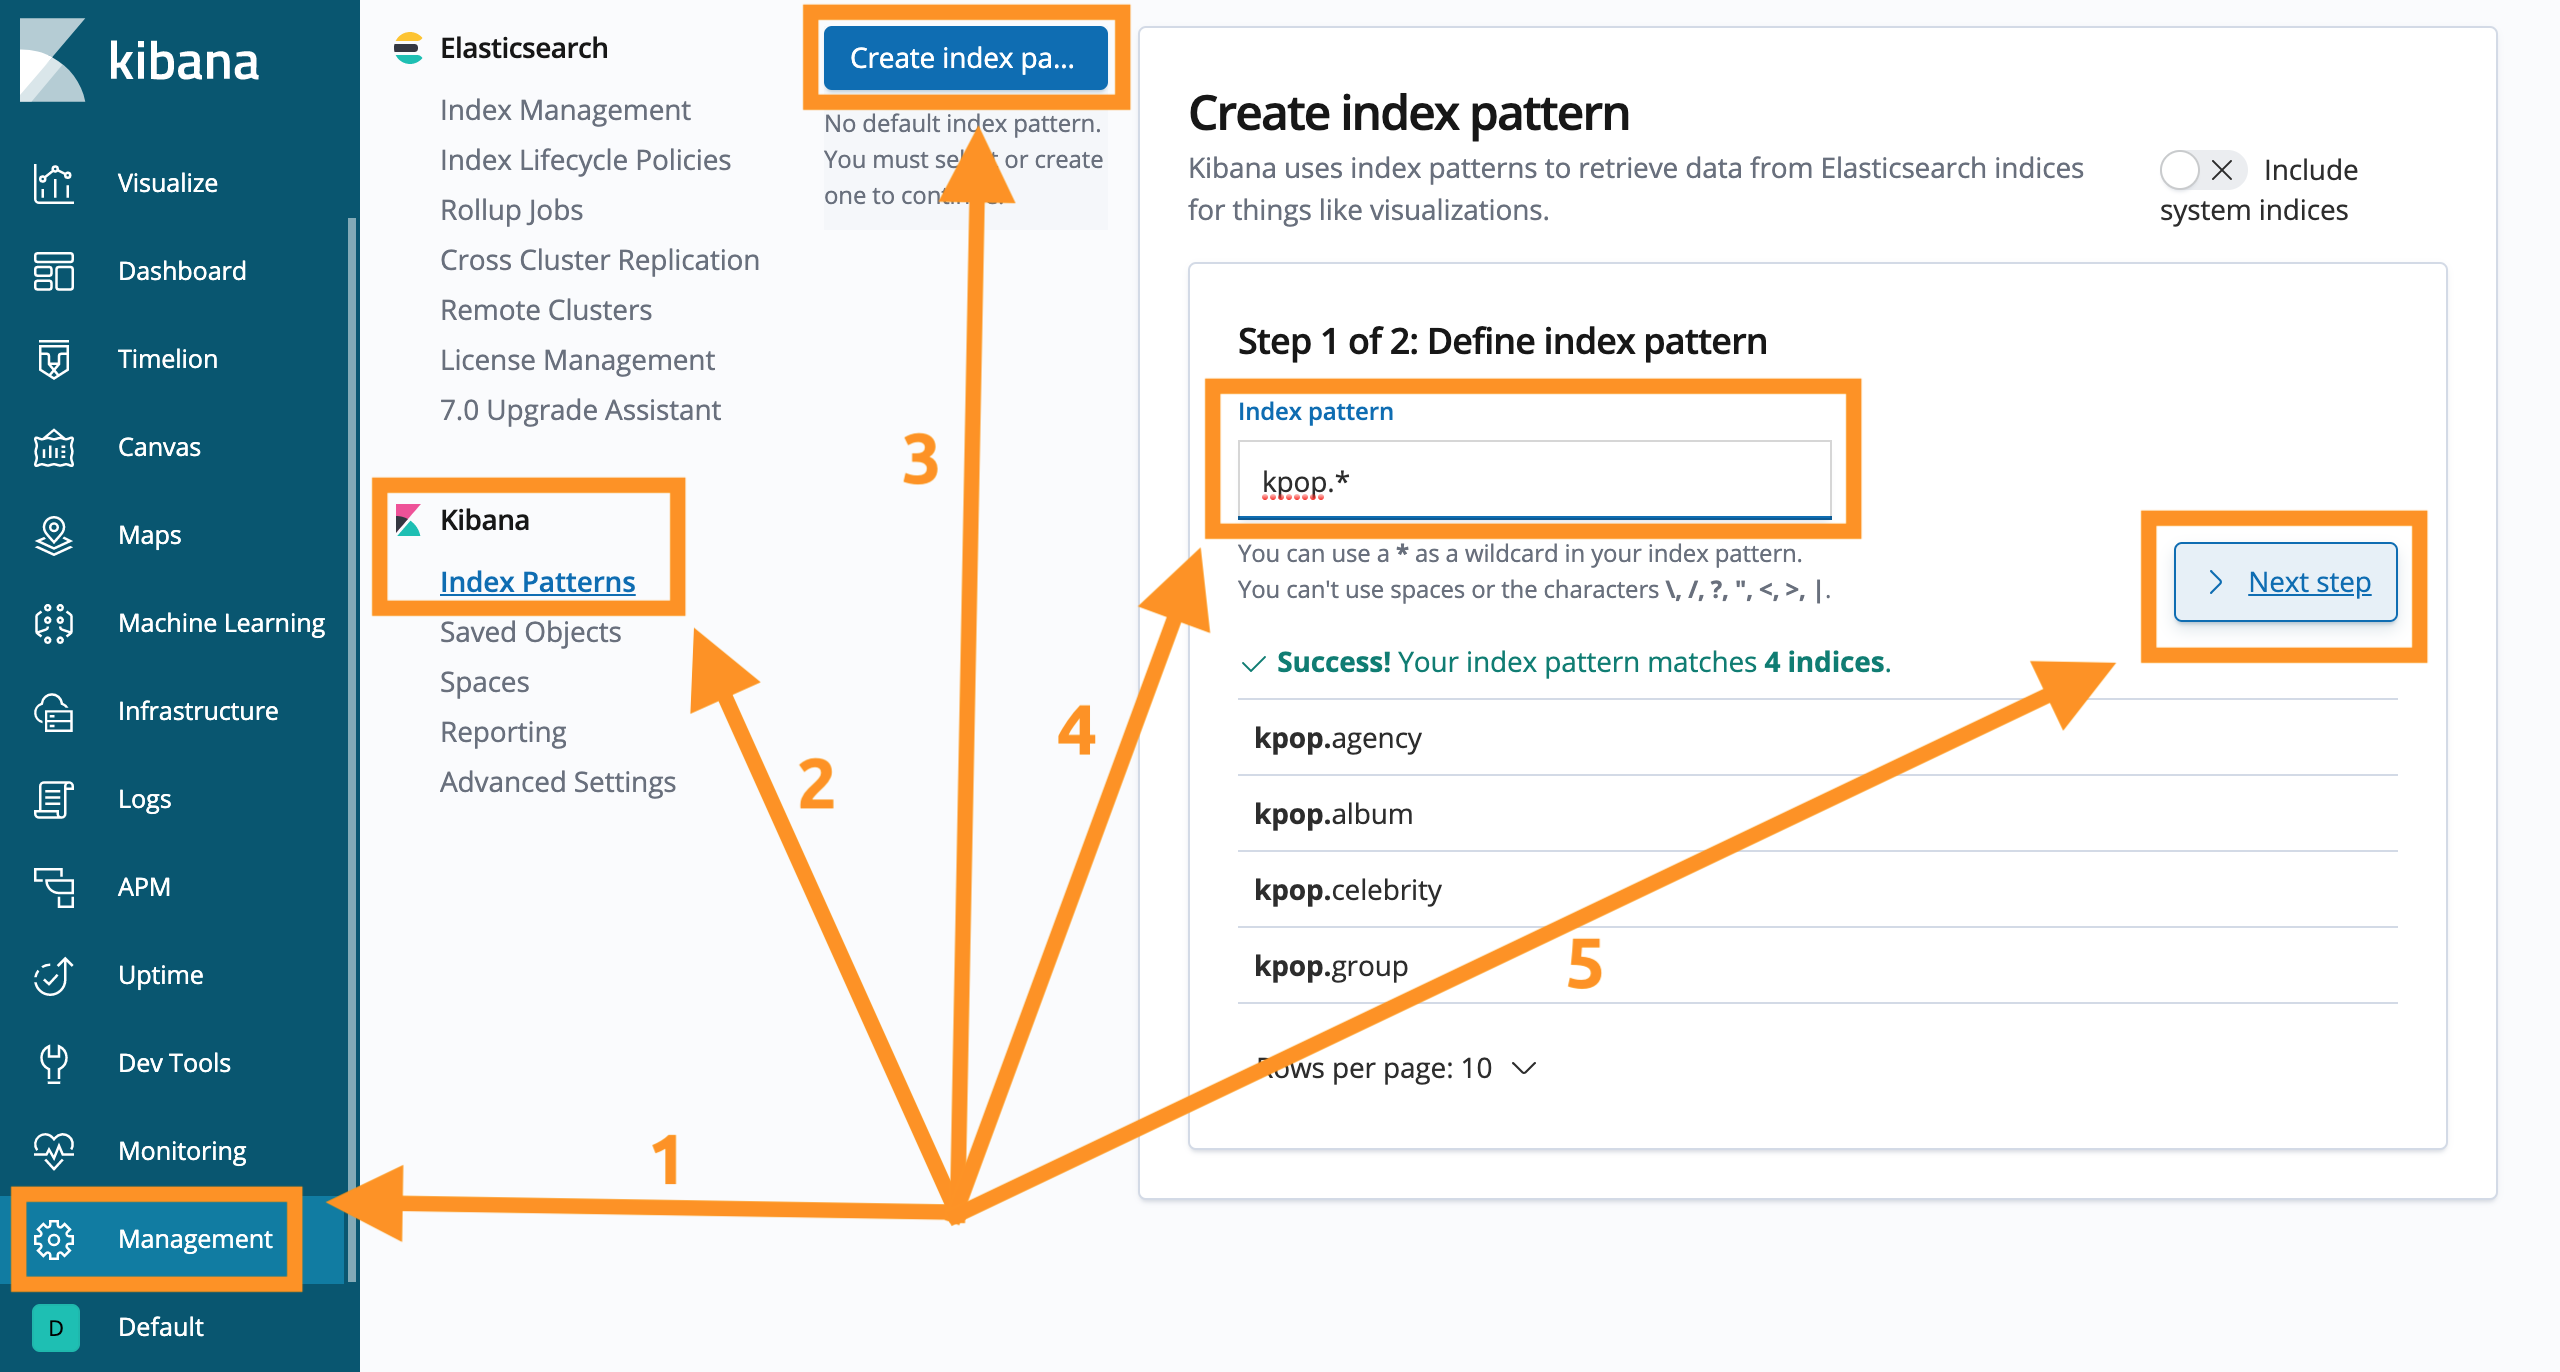 kibana
Visualize
Dashboard
Timelion
Canvas
Maps
Machine Learning
Infrastructure
Logs
APM
Uptime
Dev Tools
Monitoring
Management
D
Default
Elasticsearch
Index Management
Index Lifecycle Policies
Rollup Jobs
Cross Cluster Replication
Remote Clusters
License Management
7.0 Upgrade Assistant
Kibana
Index Patterns
Saved Objects
Spaces
Reporting
Advanced Settings
Create index pa...
No default index pattern.
You must select or create
one to continue.
Create index pattern
Kibana uses index patterns to retrieve data from Elasticsearch indices
for things like visualizations.
Include
system indices
Step 1 of 2: Define index pattern
Index pattern
kpop.*
You can use a * as a wildcard in your index pattern.
You can't use spaces or the characters \, /, ?, ", <, >, |.
Next step
Success! Your index pattern matches 4 indices.
kpop.agency
kpop.album
kpop.celebrity
kpop.group
Rows per page: 10
1
2
3
4
5